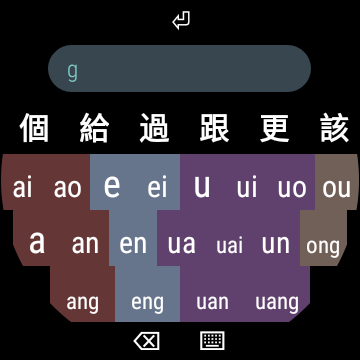 g
個 給 過 跟 更 該
ai ao e ei u ui uo ou
a an en ua uai un ong
ang eng uan uang